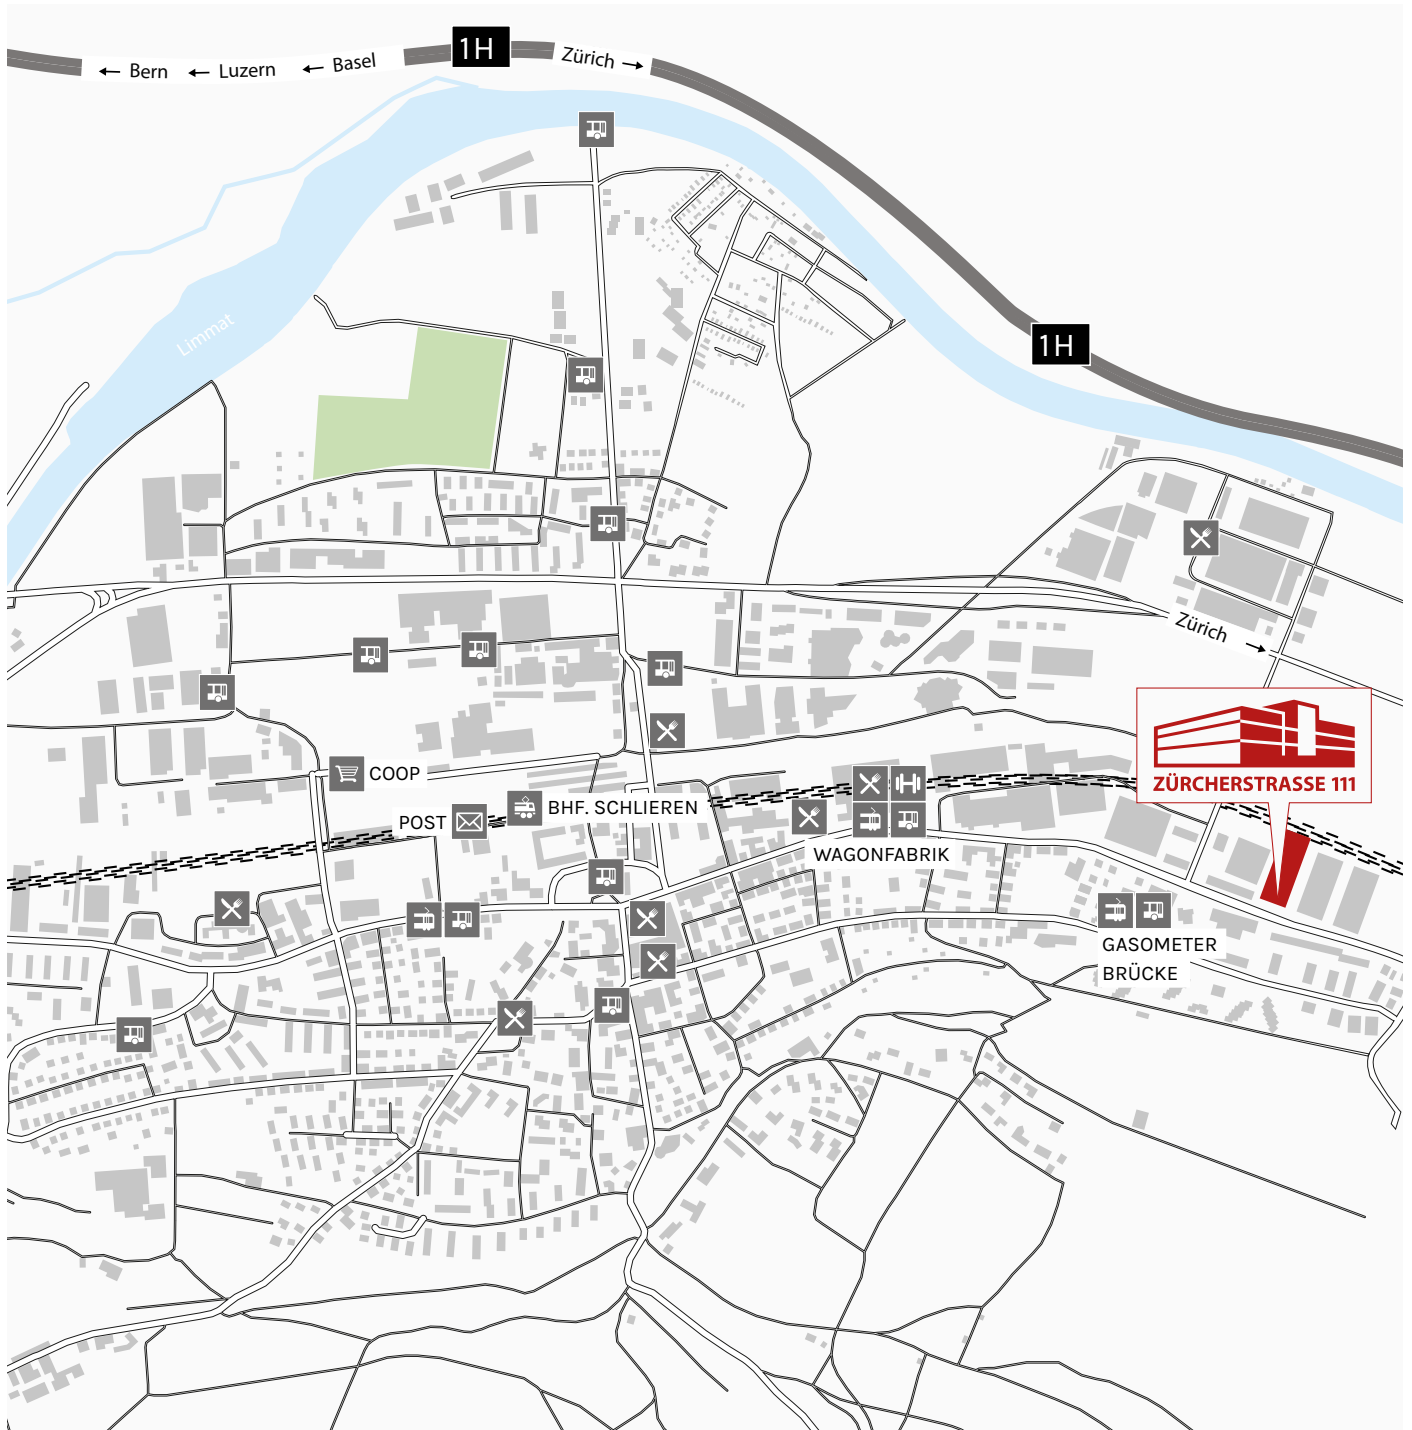 1H
Zürich →
← Bern ← Luzern ← Basel
Limmat
1H
Zürich →
ZÜRCHERSTRASSE 111
COOP
BHF. SCHLIEREN
POST
WAGONFABRIK
GASOMETER
BRÜCKE